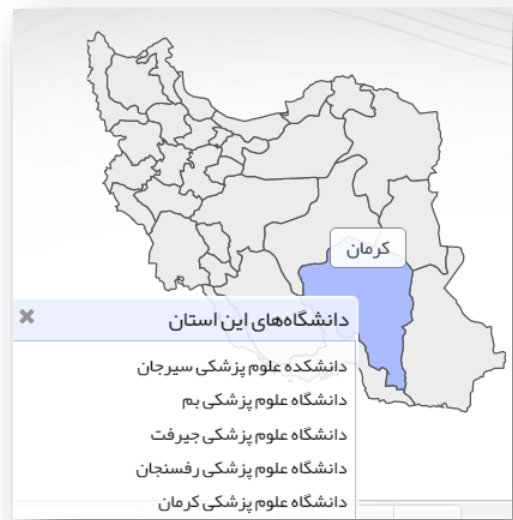 کرمان
دانشگاه‌های این استان
دانشکده علوم پزشکی سیرجان
دانشگاه علوم پزشکی بم
دانشگاه علوم پزشکی جیرفت
دانشگاه علوم پزشکی رفسنجان
دانشگاه علوم پزشکی کرمان